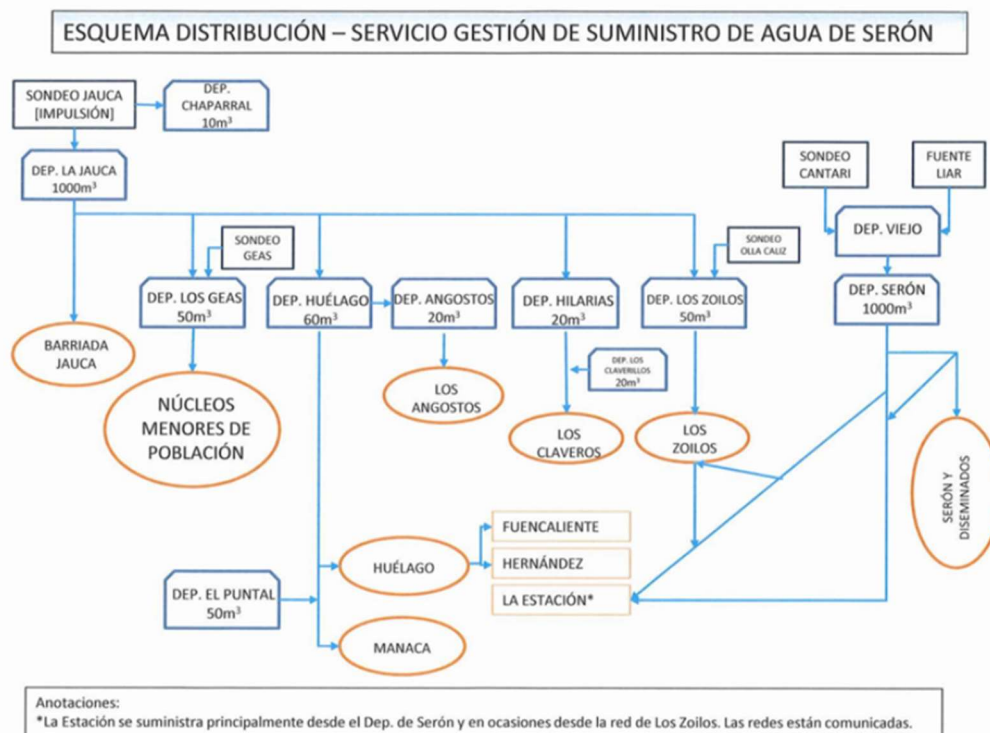 ESQUEMA DISTRIBUCIÓN – SERVICIO GESTIÓN DE SUMINISTRO DE AGUA DE SERÓN
SONDEO JAUCA
[IMPULSIÓN]
DEP.
CHAPARRAL
10m³
DEP. LA JAUCA
1000m³
SONDEO
CANTARI
FUENTE
LIAR
DEP. VIEJO
SONDEO
GEAS
SONDEO
OLLA CALIZ
DEP. LOS GEAS
50m³
DEP. HUÉLAGO
60m³
DEP. ANGOSTOS
20m³
DEP. HILARIAS
20m³
DEP. LOS ZOILOS
50m³
DEP. SERÓN
1000m³
BARRIADA
JAUCA
DEP. LOS
CLAVERILLOS
20m³
NÚCLEOS
MENORES DE
POBLACIÓN
LOS
ANGOSTOS
LOS
CLAVEROS
LOS
ZOILOS
SERÓN Y
DISEMINADOS
HUÉLAGO
FUENCALIENTE
HERNÁNDEZ
LA ESTACIÓN*
DEP. EL PUNTAL
50m³
MANACA
Anotaciones:
*La Estación se suministra principalmente desde el Dep. de Serón y en ocasiones desde la red de Los Zoilos. Las redes están comunicadas.